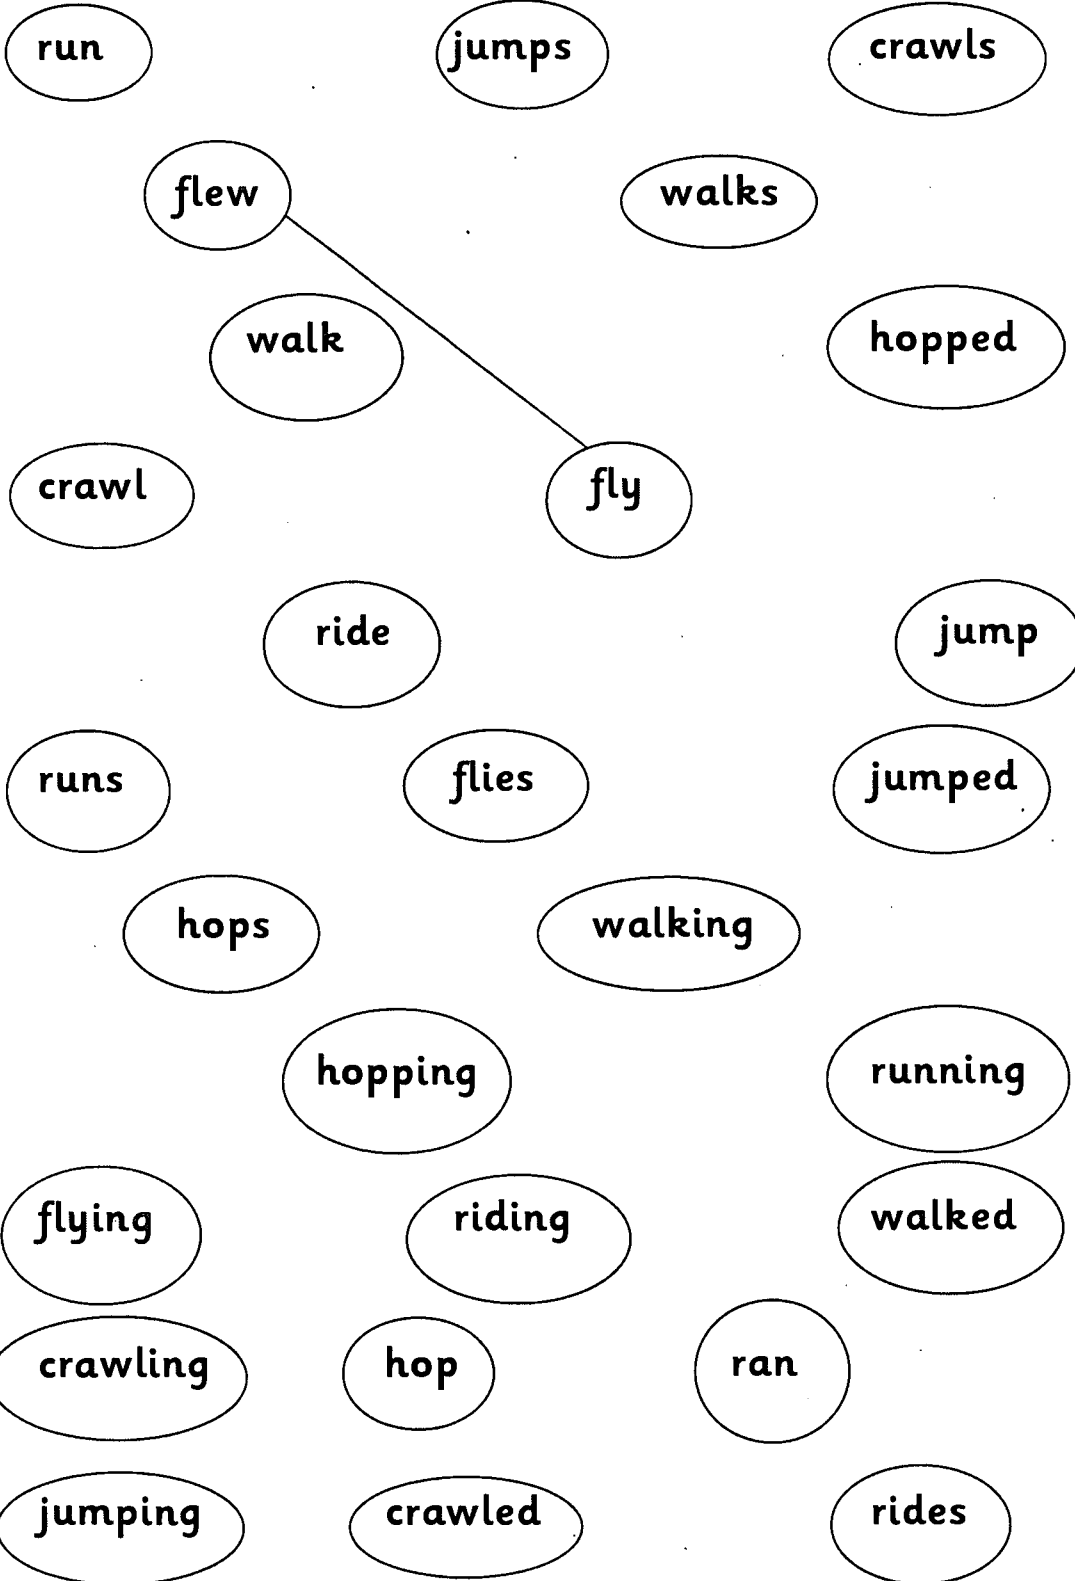 run jumps crawls
flew walks
walk hopped
crawl fly
ride jump
runs flies jumped
hops walking
hopping running
flying riding walked
crawling hop ran
jumping crawled rides